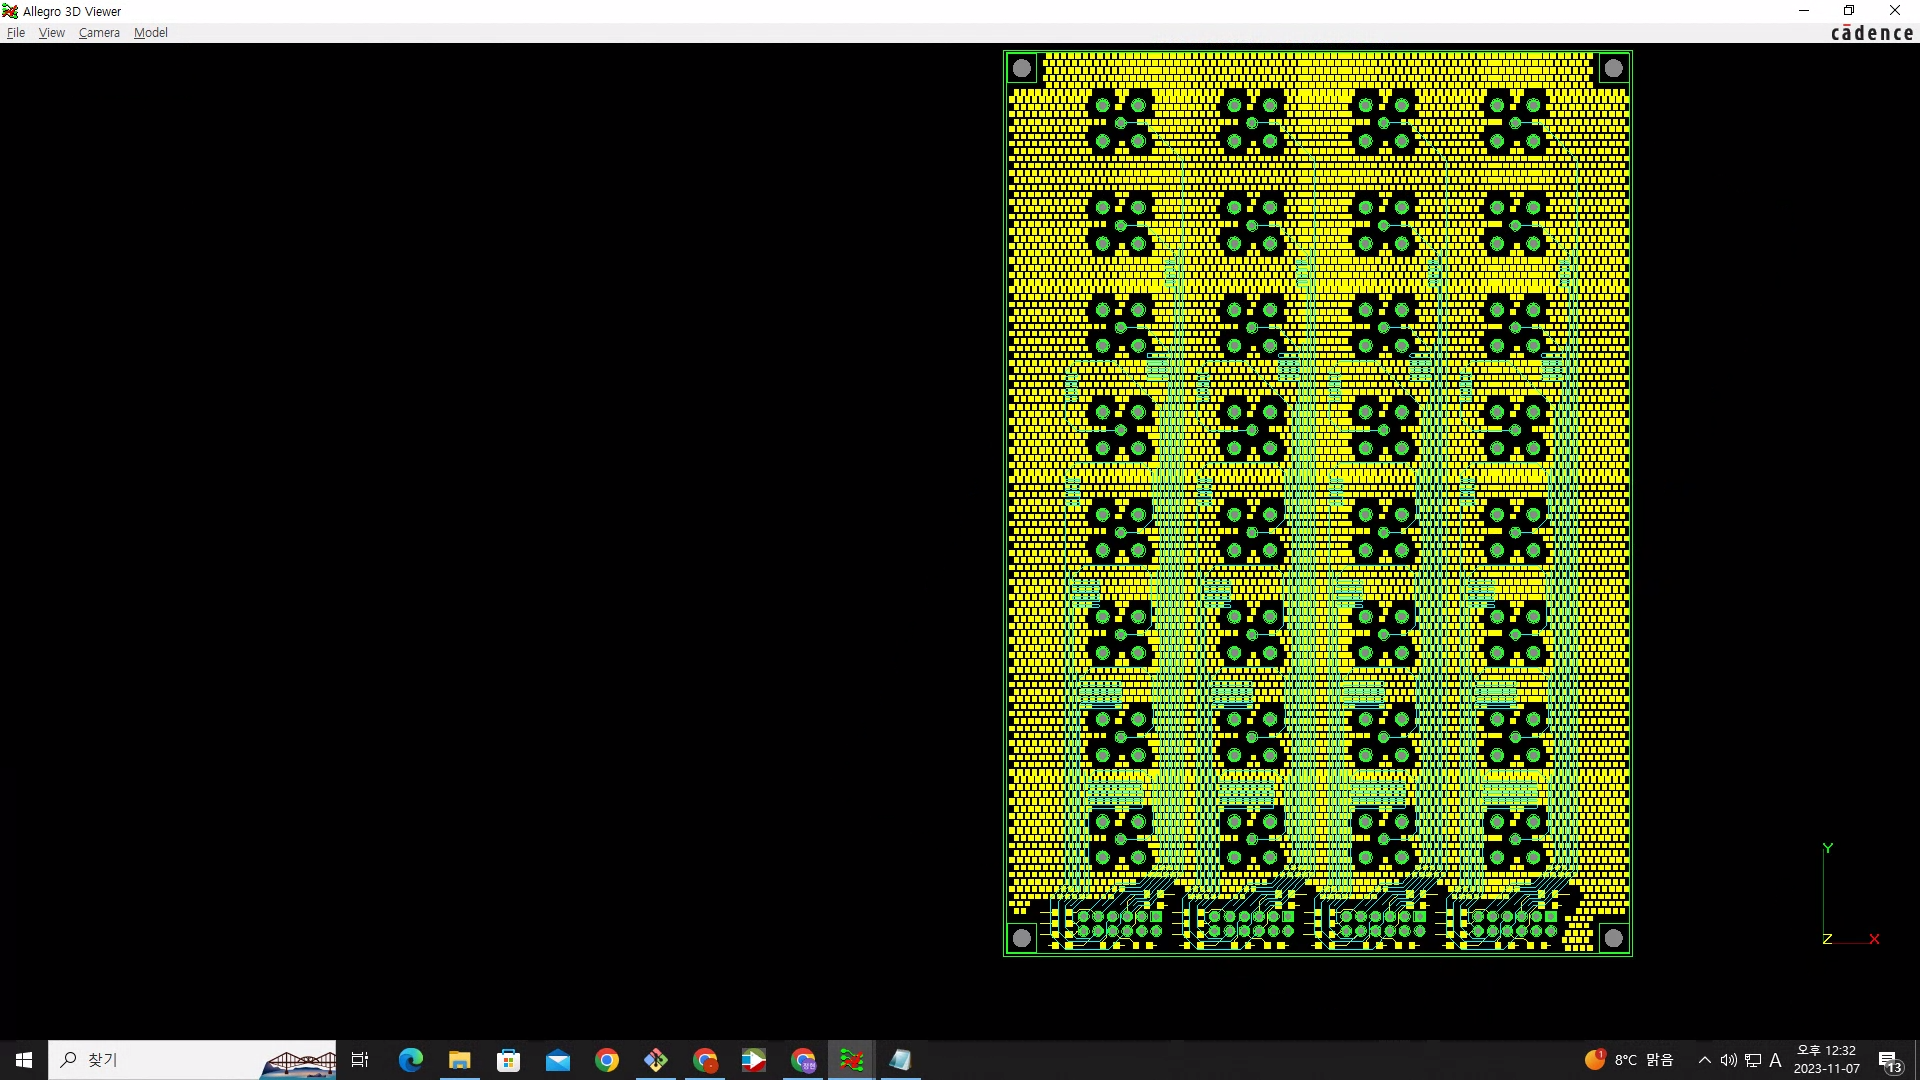 Allegro 3D Viewer
File View Camera Model
cādence
Y
Z X
찾기
1
8°C 맑음
A
오후 12:32
2023-11-07
13